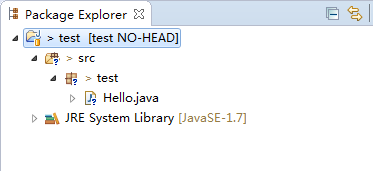 Package Explorer
> test [test NO-HEAD]
> src
> test
Hello.java
JRE System Library [JavaSE-1.7]